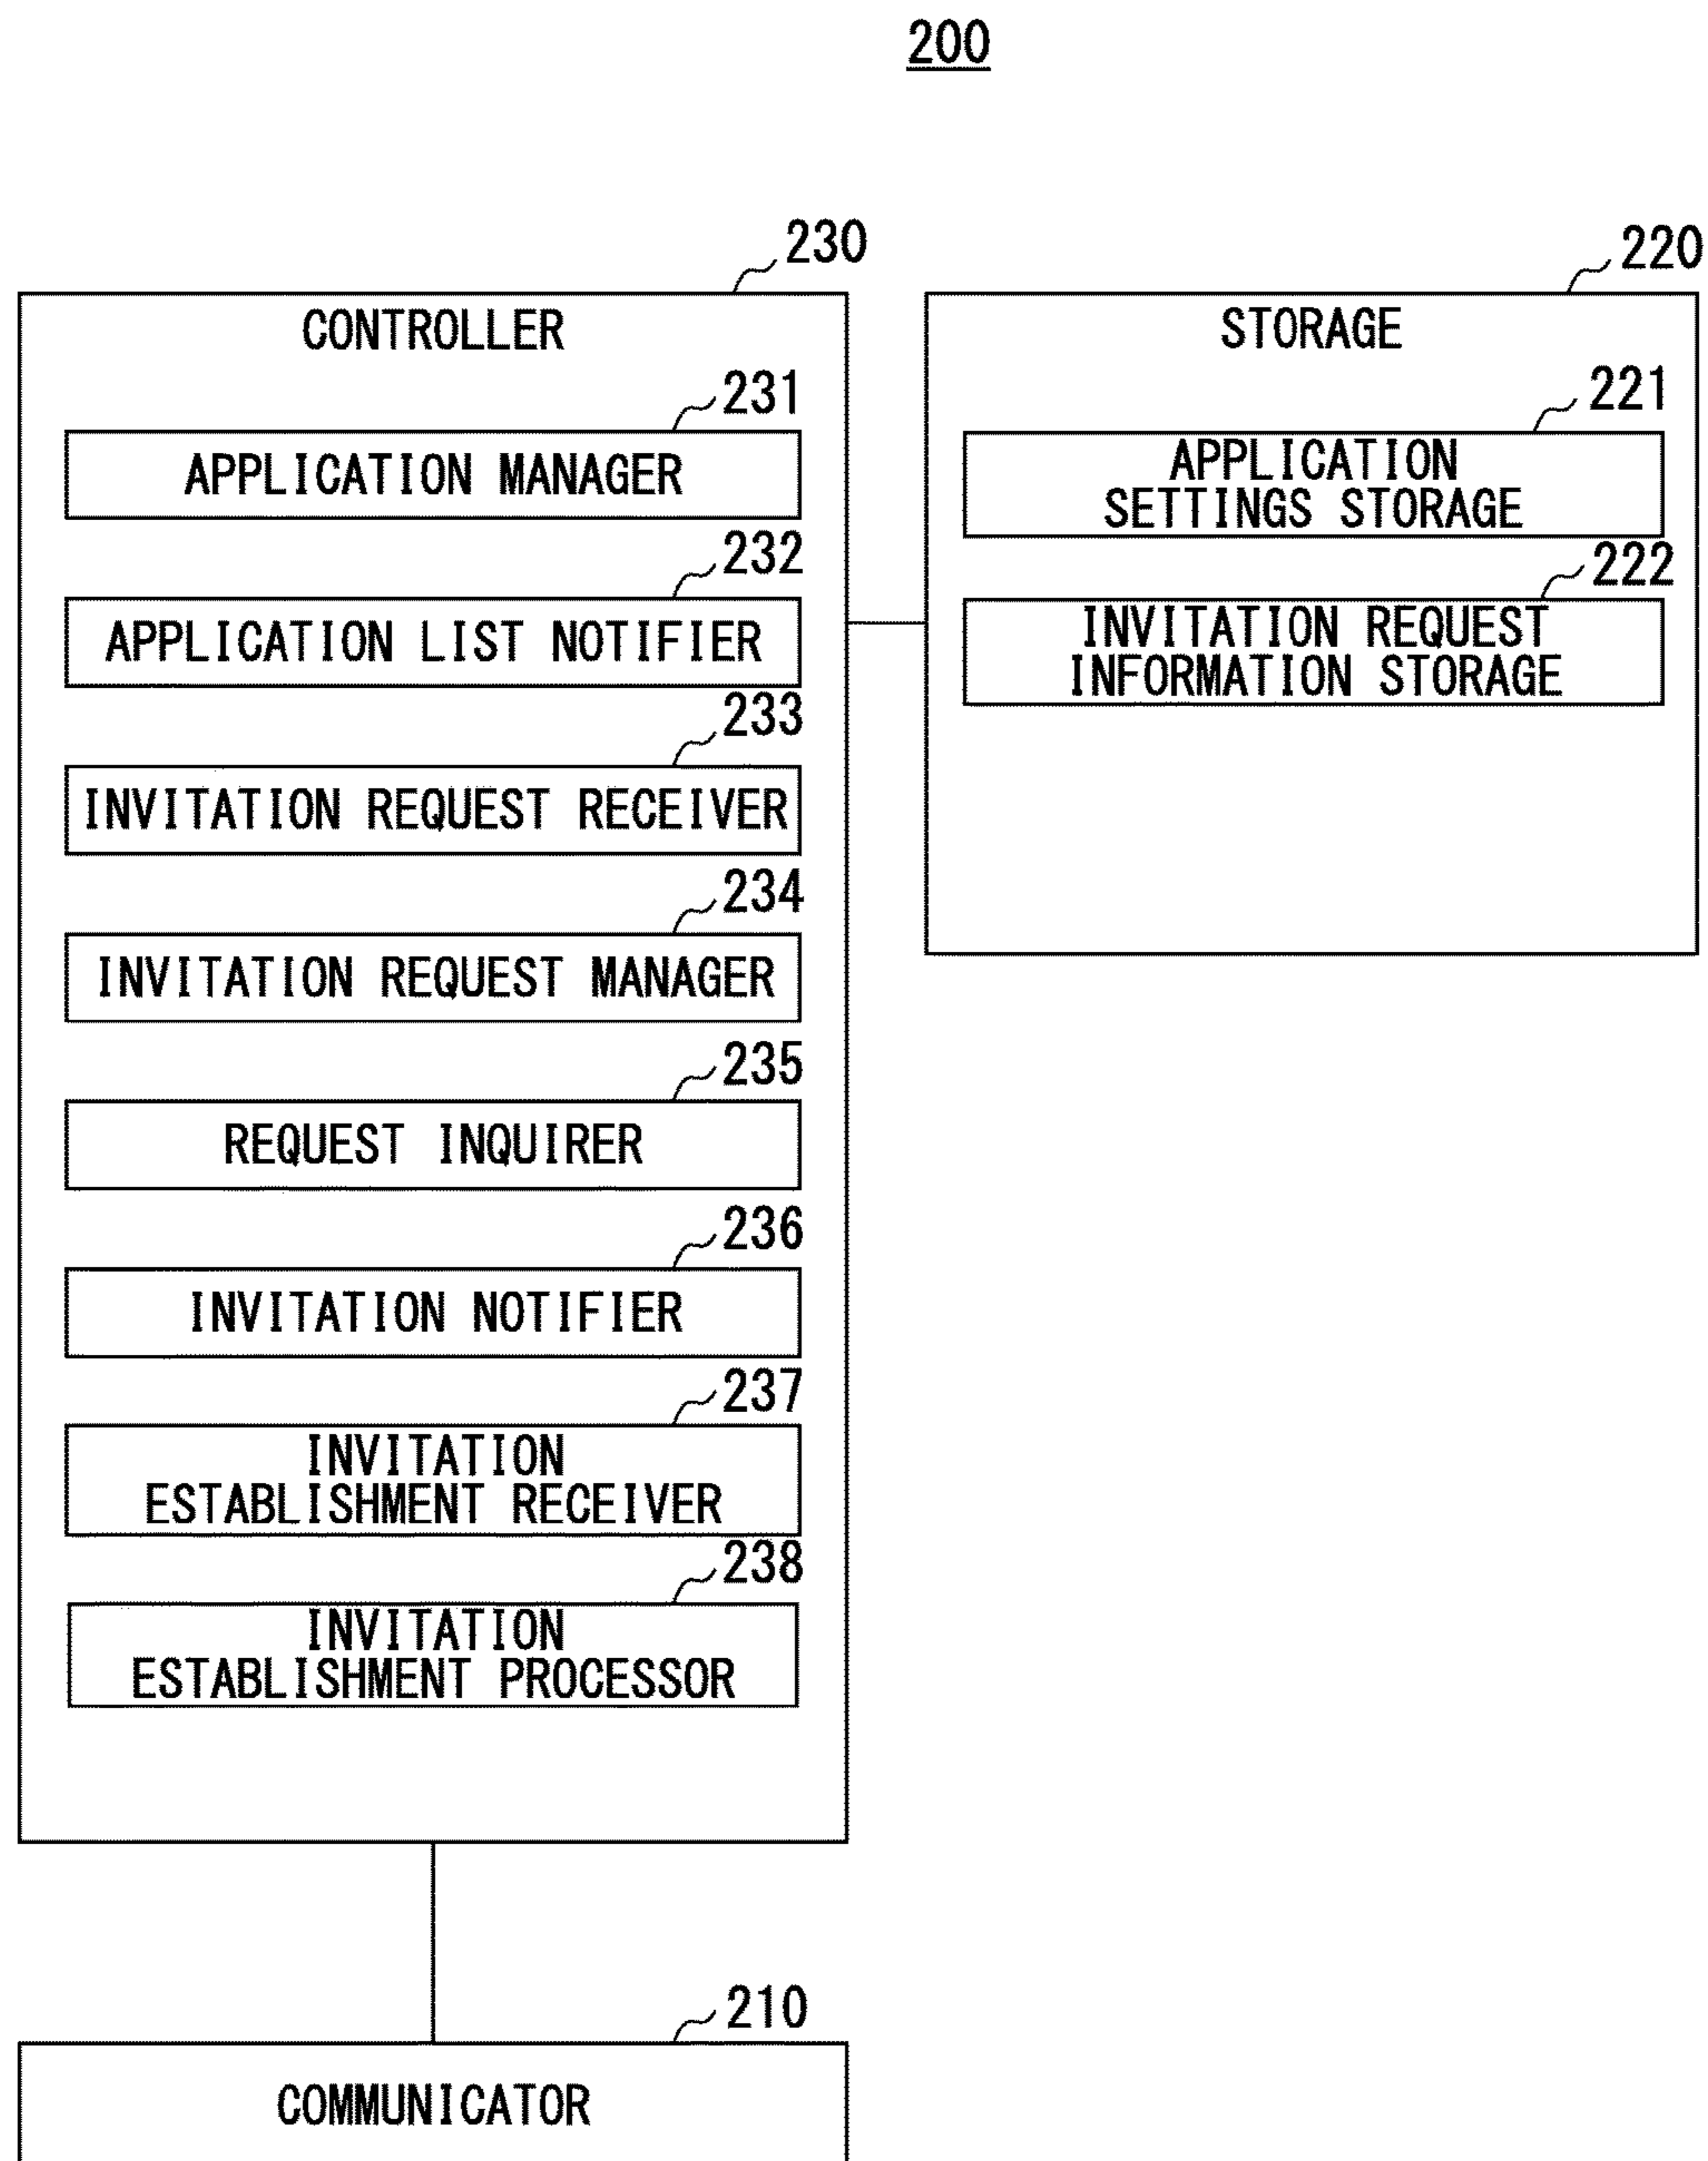 200
230
CONTROLLER
231
APPLICATION MANAGER
232
APPLICATION LIST NOTIFIER
233
INVITATION REQUEST RECEIVER
234
INVITATION REQUEST MANAGER
235
REQUEST INQUIRER
236
INVITATION NOTIFIER
237
INVITATION
ESTABLISHMENT RECEIVER
238
INVITATION
ESTABLISHMENT PROCESSOR
220
STORAGE
221
APPLICATION
SETTINGS STORAGE
222
INVITATION REQUEST
INFORMATION STORAGE
210
COMMUNICATOR